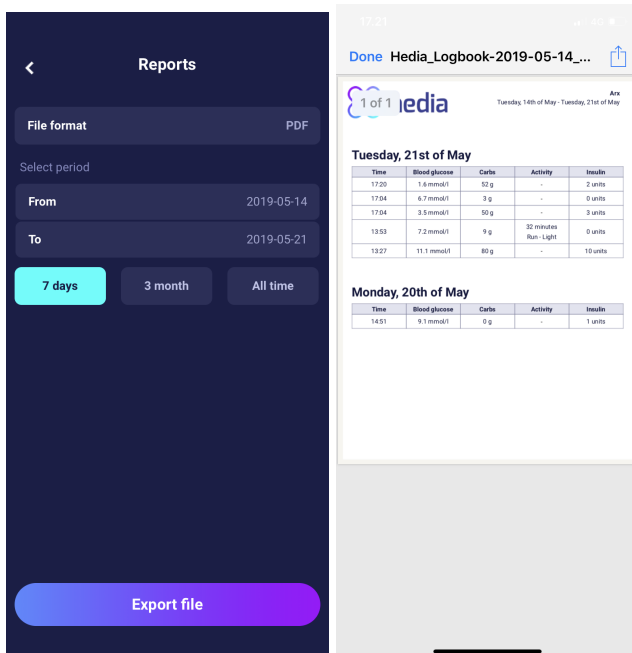 Reports
File format PDF
Select period
From 2019-05-14
To 2019-05-21
7 days 3 month All time
Export file
17.21 4G
Done Hedia_Logbook-2019-05-14_...
1 of 1
edia
Arx
Tuesday, 14th of May - Tuesday, 21st of May
Tuesday, 21st of May
Time Blood glucose Carbs Activity Insulin
17:20 1.6 mmol/l 52 g - 2 units
17:04 6.7 mmol/l 3 g - 0 units
17:04 3.5 mmol/l 50 g - 3 units
13:53 7.2 mmol/l 9 g 32 minutes 0 units
Run - Light
13:27 11.1 mmol/l 80 g - 10 units
Monday, 20th of May
Time Blood glucose Carbs Activity Insulin
14:51 9.1 mmol/l 0 g - 1 units